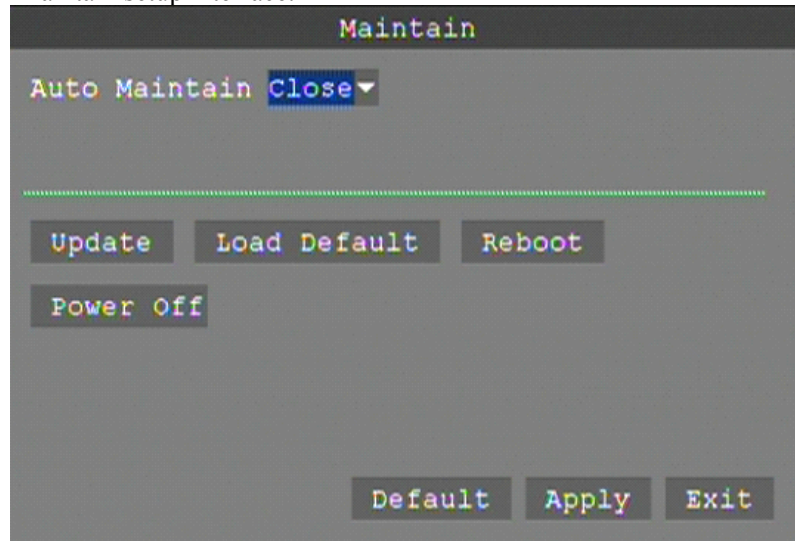 Maintain
Auto Maintain Close
Update Load Default Reboot
Power Off
Default Apply Exit